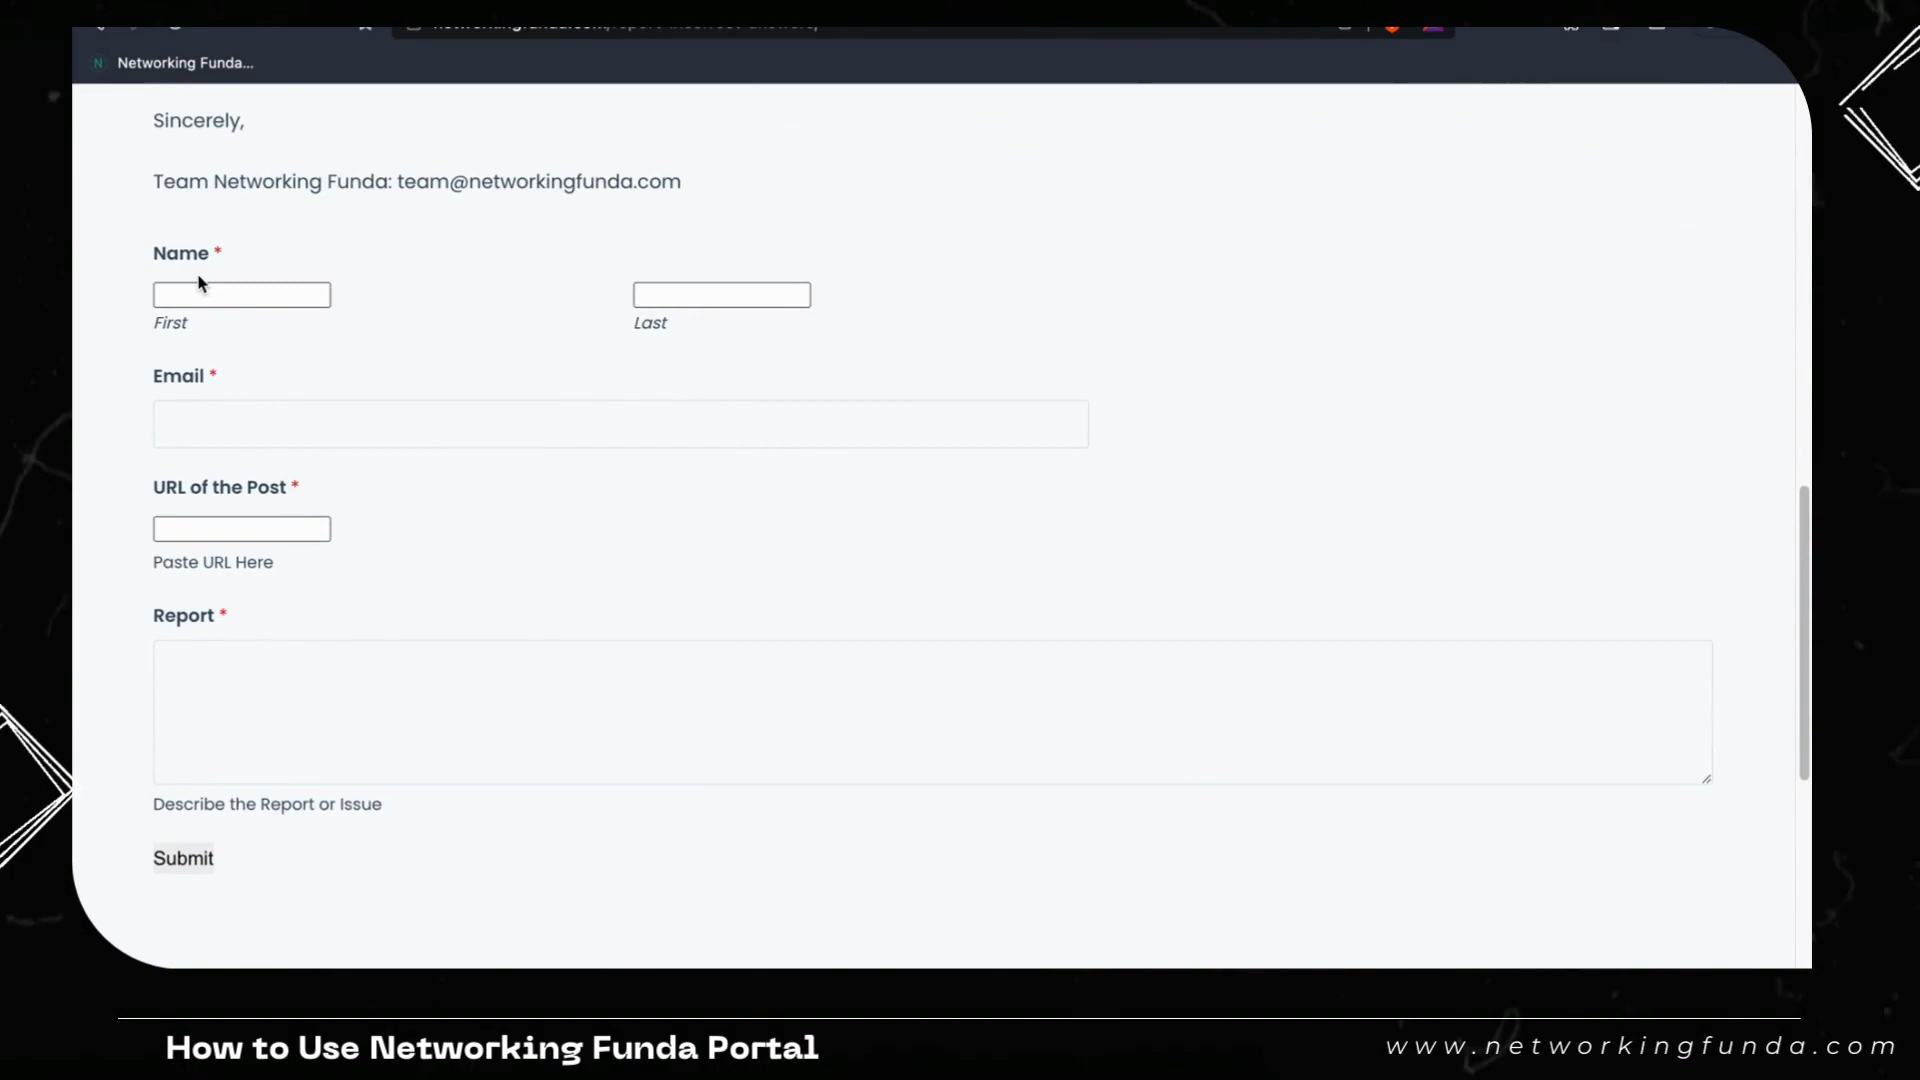 Networking Funda...
Sincerely,
Team Networking Funda: team@networkingfunda.com
Name *
First
Last
Email *
URL of the Post *
Paste URL Here
Report *
Describe the Report or Issue
Submit
How to Use Networking Funda Portal
www.networkingfunda.com